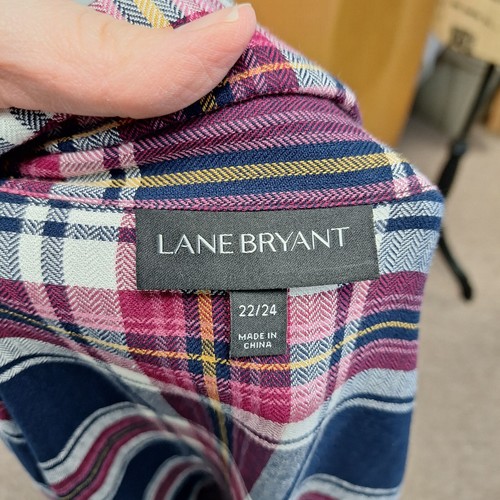 LANE BRYANT
22/24
MADE IN
CHINA